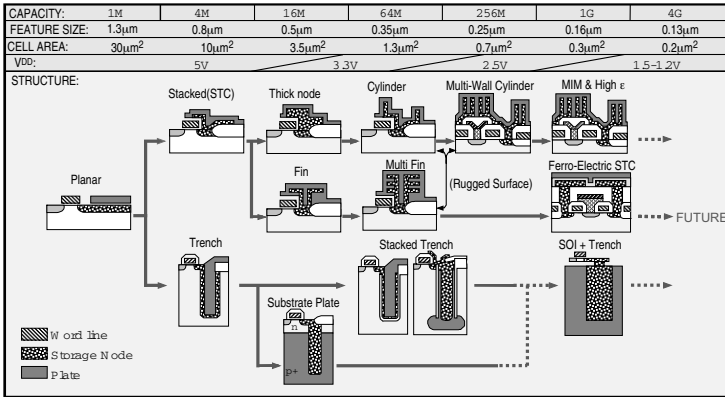 CAPACITY: 1M 4M 16M 64M 256M 1G 4G
FEATURE SIZE: 1.3μm 0.8μm 0.5μm 0.35μm 0.25μm 0.16μm 0.13μm
CELL AREA: 30μm² 10μm² 3.5μm² 1.3μm² 0.7μm² 0.3μm² 0.2μm²
VDD: 5V 3.3V 2.5V 1.5-1.2V
STRUCTURE:
Stacked(STC) Thick node Cylinder Multi-Wall Cylinder MIM & High ε
Planar Fin Multi Fin (Rugged Surface) Ferro-Electric STC
FUTURE
Trench Stacked Trench SOI + Trench
Substrate Plate
n
p+
Word line
Storage Node
Plate